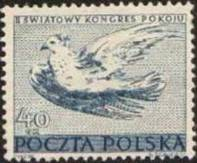 II ŚWIATOWY KONGRES POKOJU
40
GR
POCZTA POLSKA